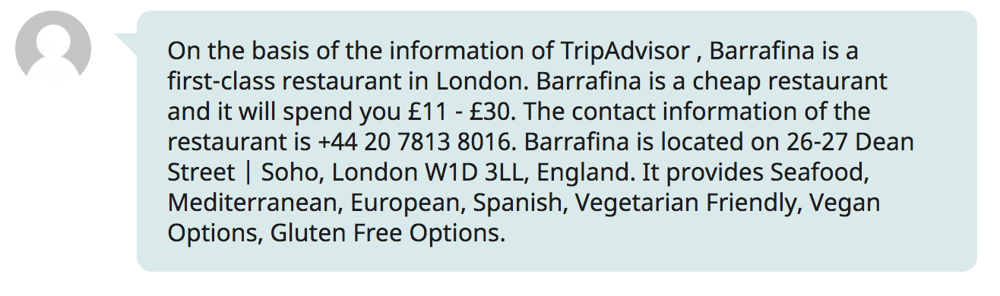 On the basis of the information of TripAdvisor , Barrafina is a
first-class restaurant in London. Barrafina is a cheap restaurant
and it will spend you £11 - £30. The contact information of the
restaurant is +44 20 7813 8016. Barrafina is located on 26-27 Dean
Street | Soho, London W1D 3LL, England. It provides Seafood,
Mediterranean, European, Spanish, Vegetarian Friendly, Vegan
Options, Gluten Free Options.